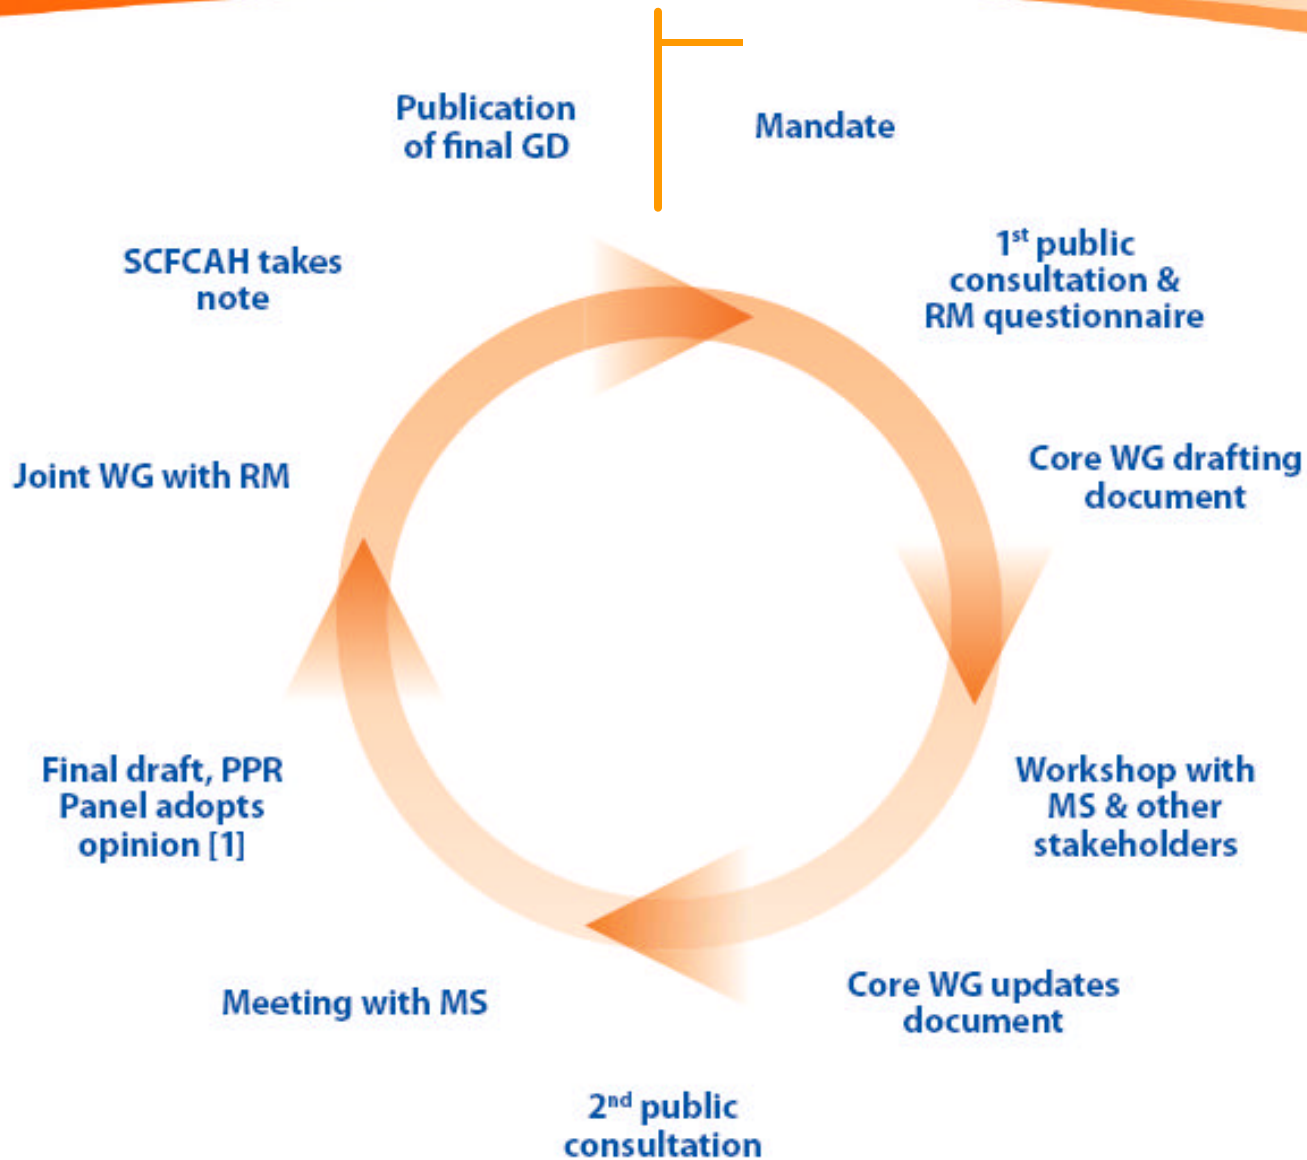 Publication
of final GD
Mandate
1st public
consultation &
RM questionnaire
Core WG drafting
document
Workshop with
MS & other
stakeholders
Core WG updates
document
2nd public
consultation
Meeting with MS
Final draft, PPR
Panel adopts
opinion [1]
Joint WG with RM
SCFCAH takes
note